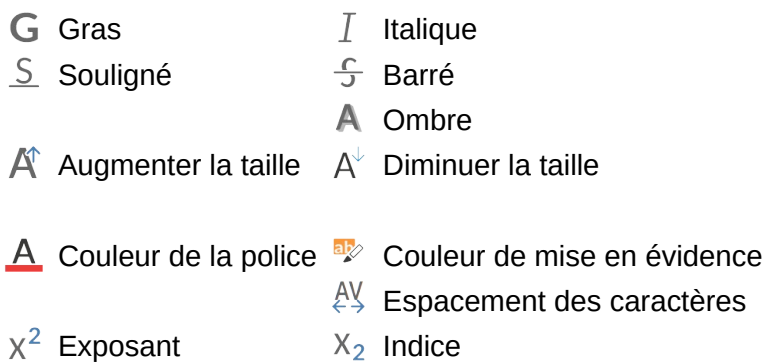 G Gras I Italique
S Souligné S Barré
A Ombre
A Augmenter la taille A Diminuer la taille
A Couleur de la police ab Couleur de mise en évidence
AV Espacement des caractères
X² Exposant X₂ Indice